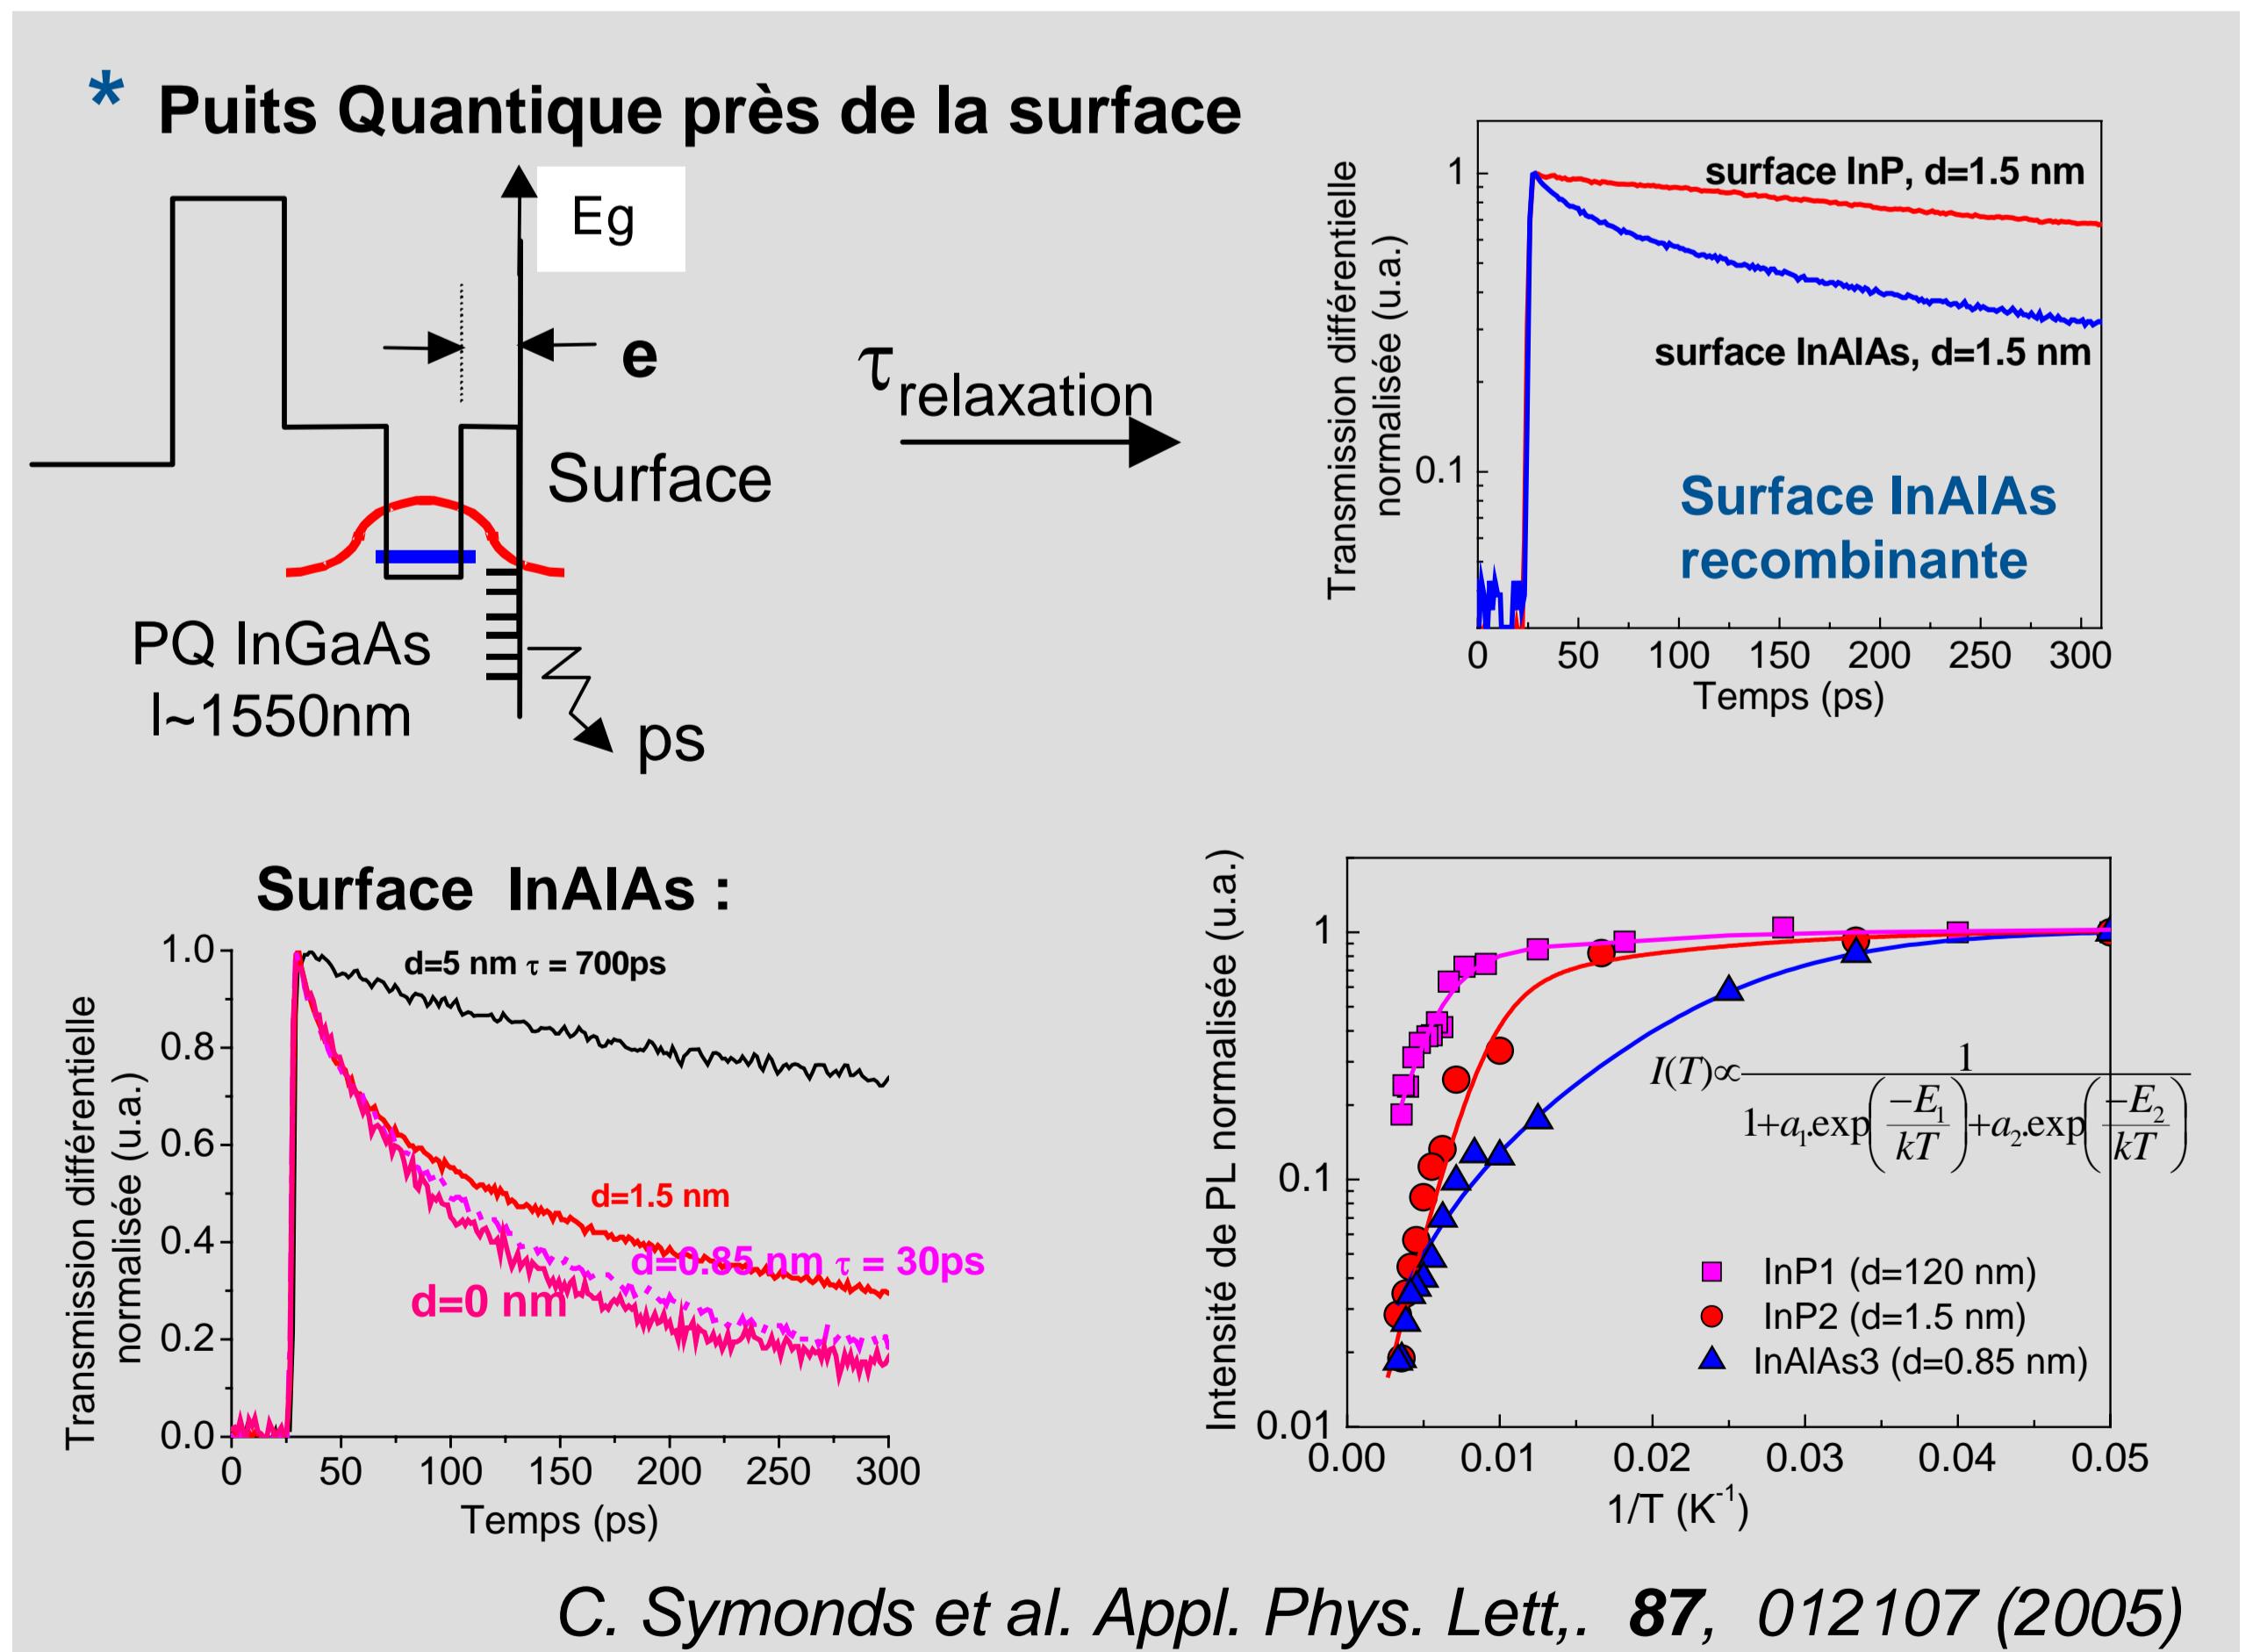 * Puits Quantique près de la surface
Eg
e
Surface
PQ InGaAs
l~1550nm
ps
τrelaxation
Transmission différentielle
normalisée (u.a.)
1
0.1
surface InP, d=1.5 nm
surface InAlAs, d=1.5 nm
Surface InAlAs
recombinante
0 50 100 150 200 250 300
Temps (ps)
Surface InAlAs :
Transmission différentielle
normalisée (u.a.)
1.0
0.8
0.6
0.4
0.2
0.0
d=5 nm τ = 700ps
d=1.5 nm
d=0.85 nm τ = 30ps
d=0 nm
0 50 100 150 200 250 300
Temps (ps)
Intensité de PL normalisée (u.a.)
1
0.1
0.01
I(T)∝ 1 / (1+a₁.exp(−E₁/kT)+a₂.exp(−E₂/kT))
InP1 (d=120 nm)
InP2 (d=1.5 nm)
InAlAs3 (d=0.85 nm)
0.00 0.01 0.02 0.03 0.04 0.05
1/T (K⁻¹)
C. Symonds et al. Appl. Phys. Lett,. 87, 012107 (2005)